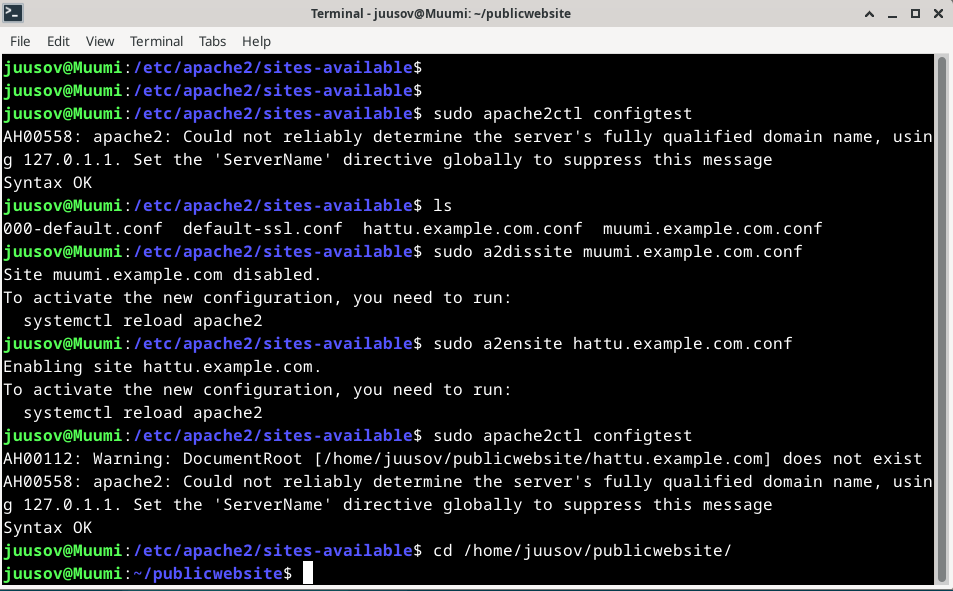 Terminal - juusov@Muumi: ~/publicwebsite
File Edit View Terminal Tabs Help
juusov@Muumi:/etc/apache2/sites-available$
juusov@Muumi:/etc/apache2/sites-available$
juusov@Muumi:/etc/apache2/sites-available$ sudo apache2ctl configtest
AH00558: apache2: Could not reliably determine the server's fully qualified domain name, usin
g 127.0.1.1. Set the 'ServerName' directive globally to suppress this message
Syntax OK
juusov@Muumi:/etc/apache2/sites-available$ ls
000-default.conf  default-ssl.conf  hattu.example.com.conf  muumi.example.com.conf
juusov@Muumi:/etc/apache2/sites-available$ sudo a2dissite muumi.example.com.conf
Site muumi.example.com disabled.
To activate the new configuration, you need to run:
  systemctl reload apache2
juusov@Muumi:/etc/apache2/sites-available$ sudo a2ensite hattu.example.com.conf
Enabling site hattu.example.com.
To activate the new configuration, you need to run:
  systemctl reload apache2
juusov@Muumi:/etc/apache2/sites-available$ sudo apache2ctl configtest
AH00112: Warning: DocumentRoot [/home/juusov/publicwebsite/hattu.example.com] does not exist
AH00558: apache2: Could not reliably determine the server's fully qualified domain name, usin
g 127.0.1.1. Set the 'ServerName' directive globally to suppress this message
Syntax OK
juusov@Muumi:/etc/apache2/sites-available$ cd /home/juusov/publicwebsite/
juusov@Muumi:~/publicwebsite$